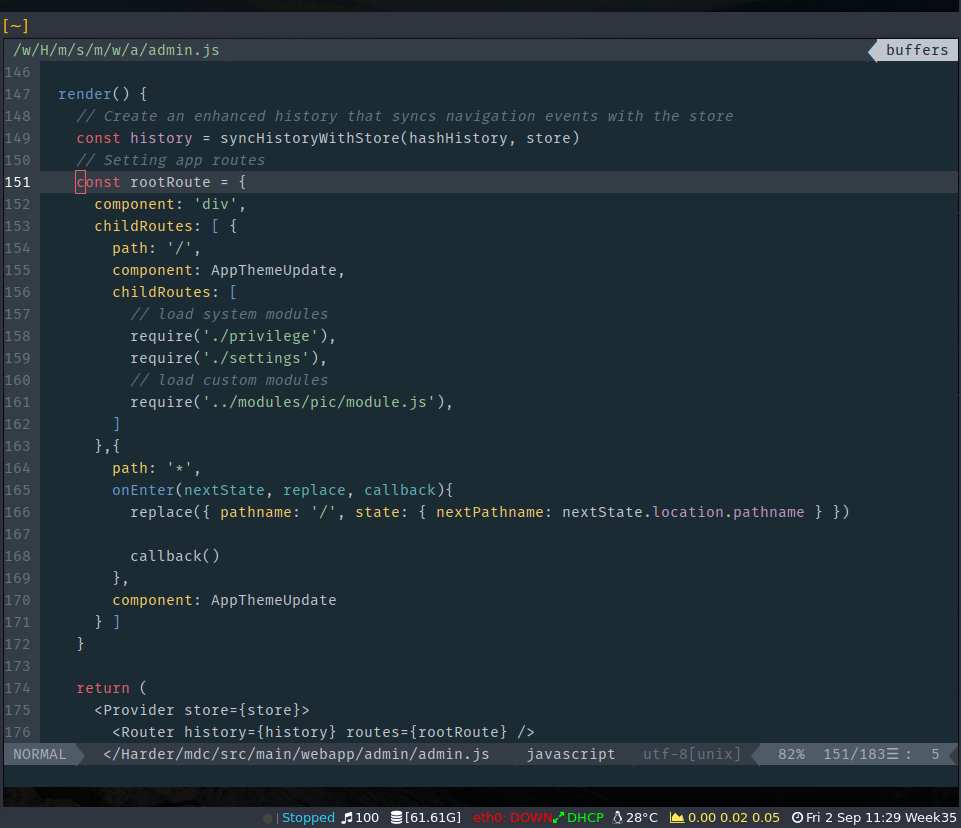 [~]
/w/H/m/s/m/w/a/admin.js buffers
146
147 render() {
148 // Create an enhanced history that syncs navigation events with the store
149 const history = syncHistoryWithStore(hashHistory, store)
150 // Setting app routes
151 const rootRoute = {
152 component: 'div',
153 childRoutes: [ {
154 path: '/',
155 component: AppThemeUpdate,
156 childRoutes: [
157 // load system modules
158 require('./privilege'),
159 require('./settings'),
160 // load custom modules
161 require('../modules/pic/module.js'),
162 ]
163 },{
164 path: '*',
165 onEnter(nextState, replace, callback){
166 replace({ pathname: '/', state: { nextPathname: nextState.location.pathname } })
167
168 callback()
169 },
170 component: AppThemeUpdate
171 } ]
172 }
173
174 return (
175 <Provider store={store}>
176 <Router history={history} routes={rootRoute} />
NORMAL </Harder/mdc/src/main/webapp/admin/admin.js javascript utf-8[unix] 82% 151/183☰ : 5
| Stopped 100 [61.61G] eth0: DOWN DHCP 28°C 0.00 0.02 0.05 Fri 2 Sep 11:29 Week35